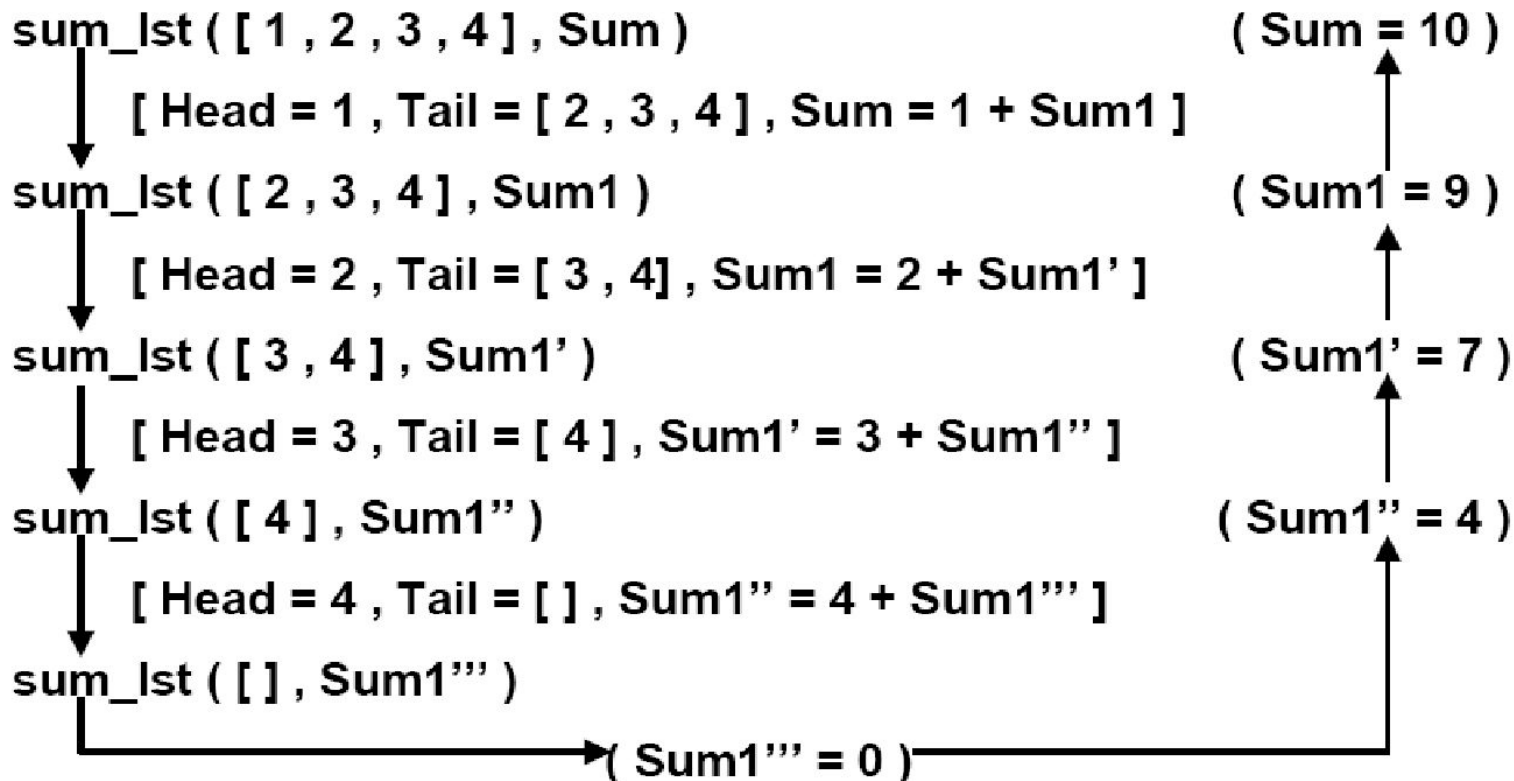 sum_lst ( [ 1 , 2 , 3 , 4 ] , Sum ) ( Sum = 10 )
[ Head = 1 , Tail = [ 2 , 3 , 4 ] , Sum = 1 + Sum1 ]
sum_lst ( [ 2 , 3 , 4 ] , Sum1 ) ( Sum1 = 9 )
[ Head = 2 , Tail = [ 3 , 4] , Sum1 = 2 + Sum1’ ]
sum_lst ( [ 3 , 4 ] , Sum1’ ) ( Sum1’ = 7 )
[ Head = 3 , Tail = [ 4 ] , Sum1’ = 3 + Sum1’’ ]
sum_lst ( [ 4 ] , Sum1’’ ) ( Sum1’’ = 4 )
[ Head = 4 , Tail = [ ] , Sum1’’ = 4 + Sum1’’’ ]
sum_lst ( [ ] , Sum1’’’ )
( Sum1’’’ = 0 )